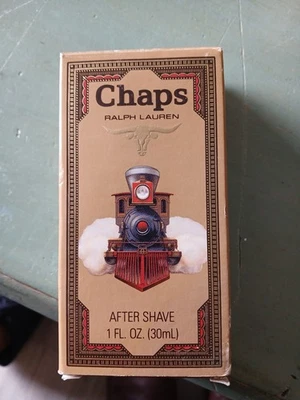 Chaps
RALPH LAUREN
AFTER SHAVE
1 FL. OZ. (30mL)